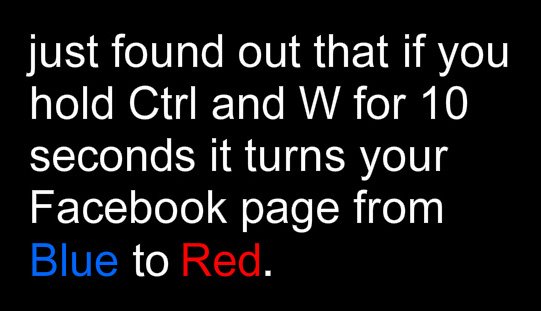 just found out that if you
hold Ctrl and W for 10
seconds it turns your
Facebook page from
Blue to Red.